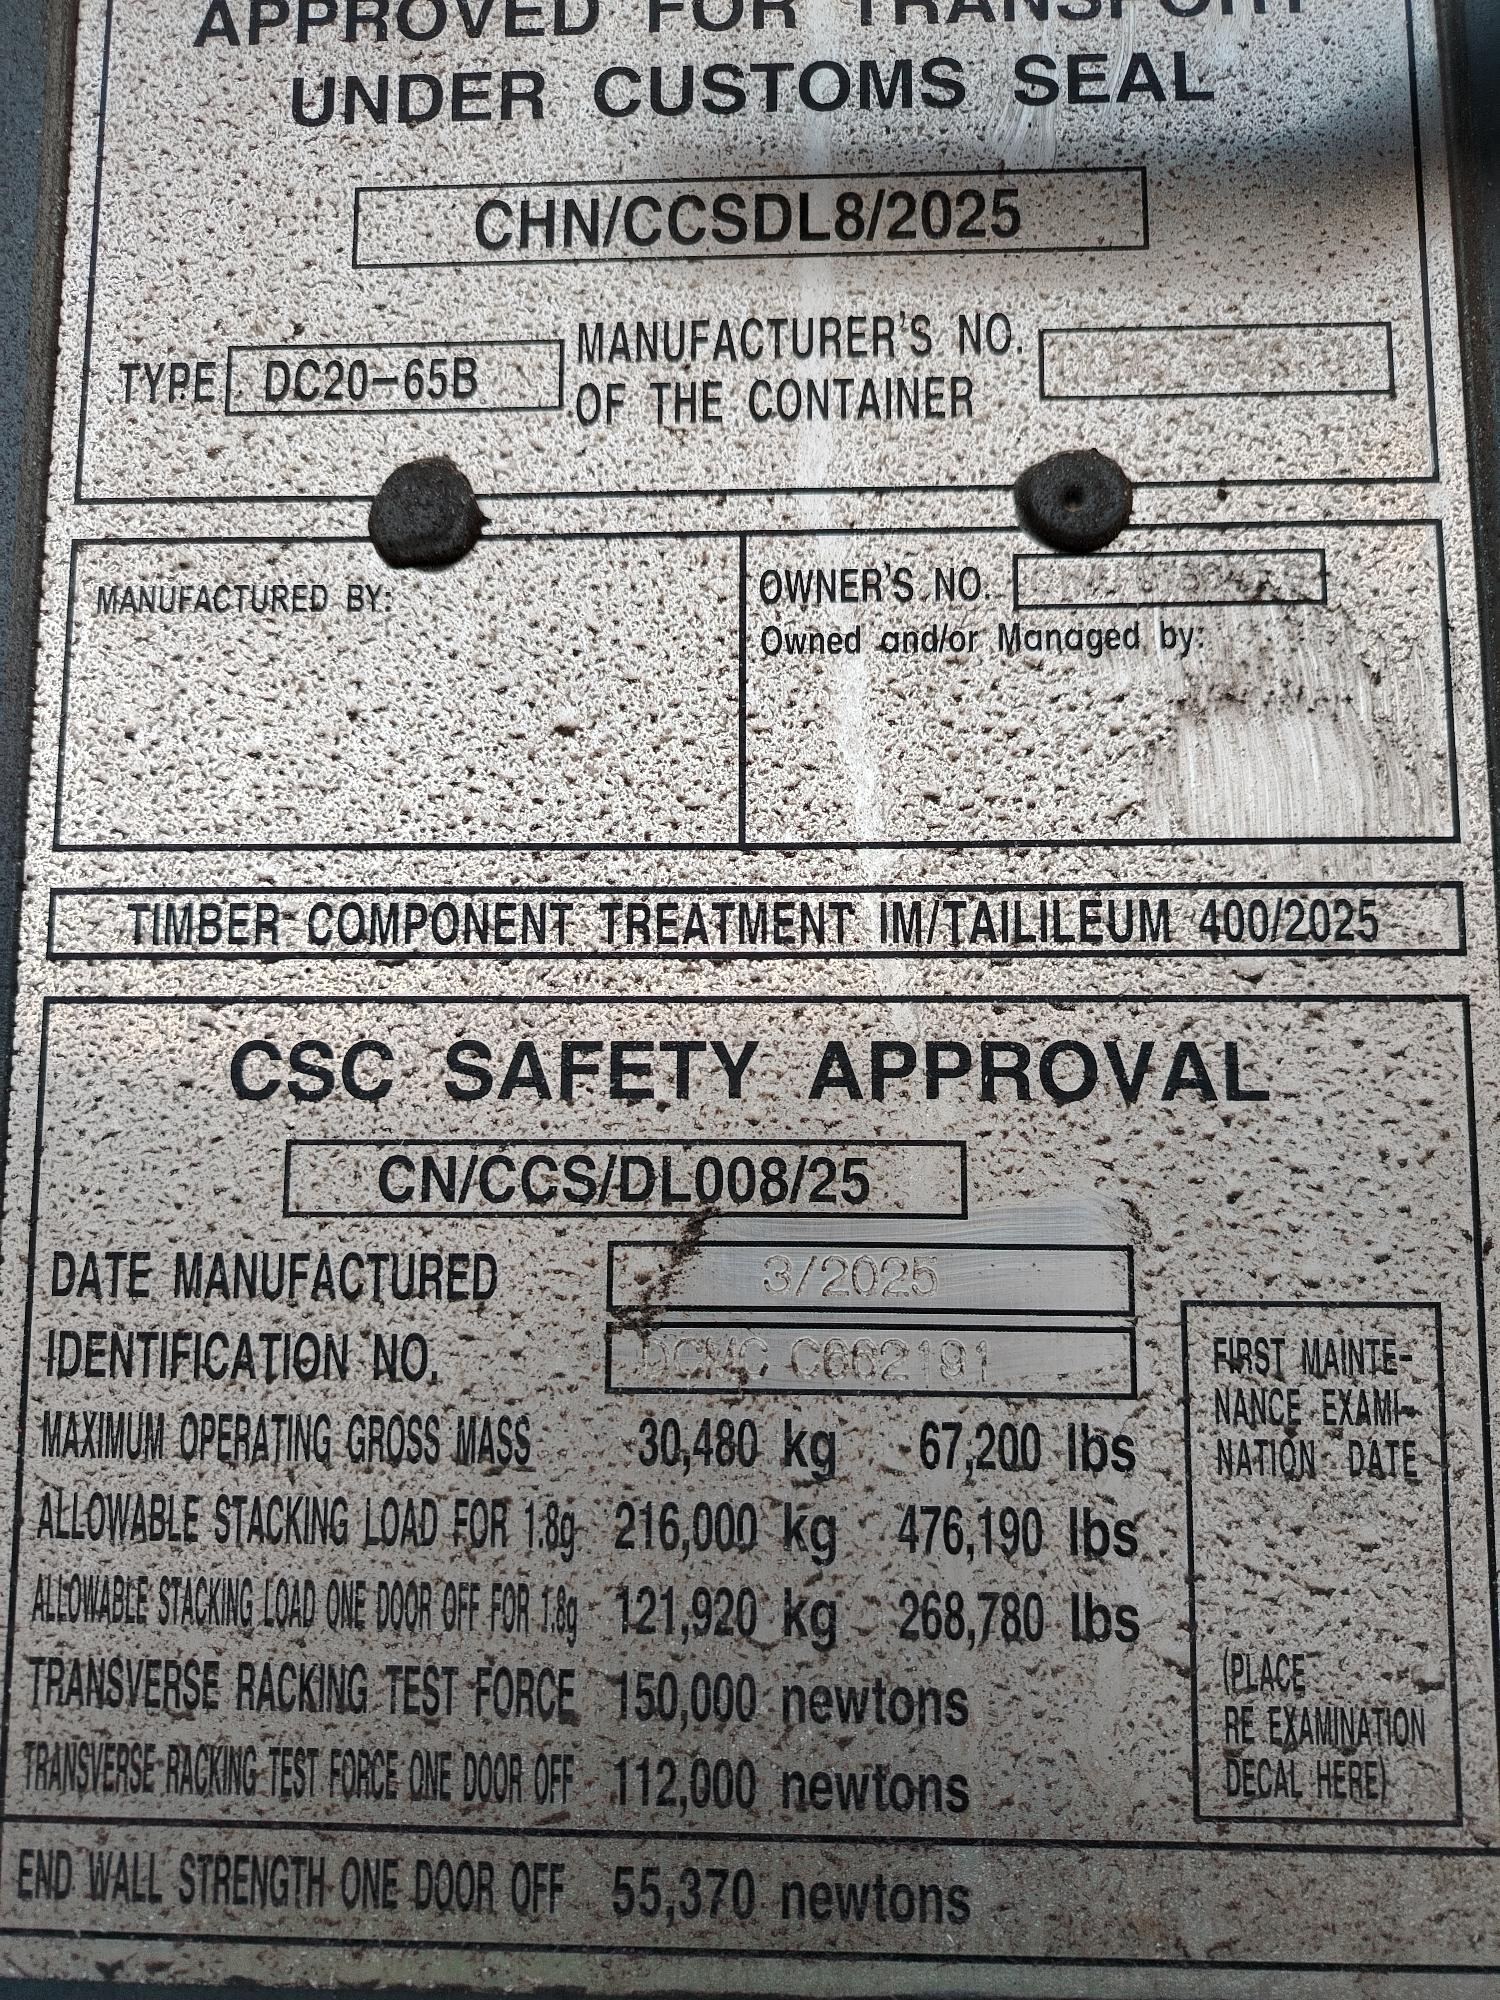 APPROVED FOR TRANSPORT
UNDER CUSTOMS SEAL
CHN/CCSDL8/2025
TYPE DC20-65B
MANUFACTURER'S NO.
OF THE CONTAINER
MANUFACTURED BY:
OWNER'S NO.
Owned and/or Managed by:
TIMBER COMPONENT TREATMENT IM/TAILILEUM 400/2025
CSC SAFETY APPROVAL
CN/CCS/DL008/25
DATE MANUFACTURED 3/2025
IDENTIFICATION NO.
MAXIMUM OPERATING GROSS MASS 30,480 kg 67,200 lbs
ALLOWABLE STACKING LOAD FOR 1.8g 216,000 kg 476,190 lbs
ALLOWABLE STACKING LOAD ONE DOOR OFF FOR 1.8g 121,920 kg 268,780 lbs
TRANSVERSE RACKING TEST FORCE 150,000 newtons
TRANSVERSE RACKING TEST FORCE ONE DOOR OFF 112,000 newtons
FIRST MAINTE-
NANCE EXAMI-
NATION DATE
(PLACE
RE EXAMINATION
DECAL HERE)
END WALL STRENGTH ONE DOOR OFF 55,370 newtons